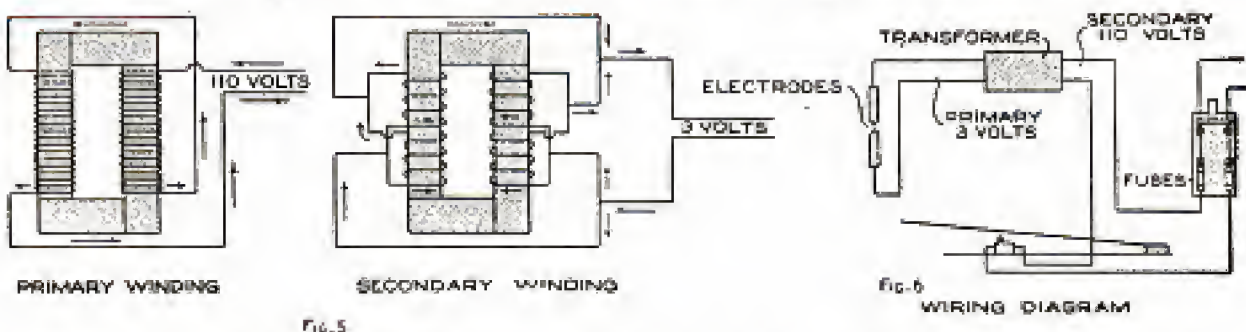 110 VOLTS
PRIMARY WINDING
3 VOLTS
SECONDARY WINDING
FIG. 5
TRANSFORMER
SECONDARY
110 VOLTS
ELECTRODES
PRIMARY
3 VOLTS
FUSES
A
FIG. 6
WIRING DIAGRAM